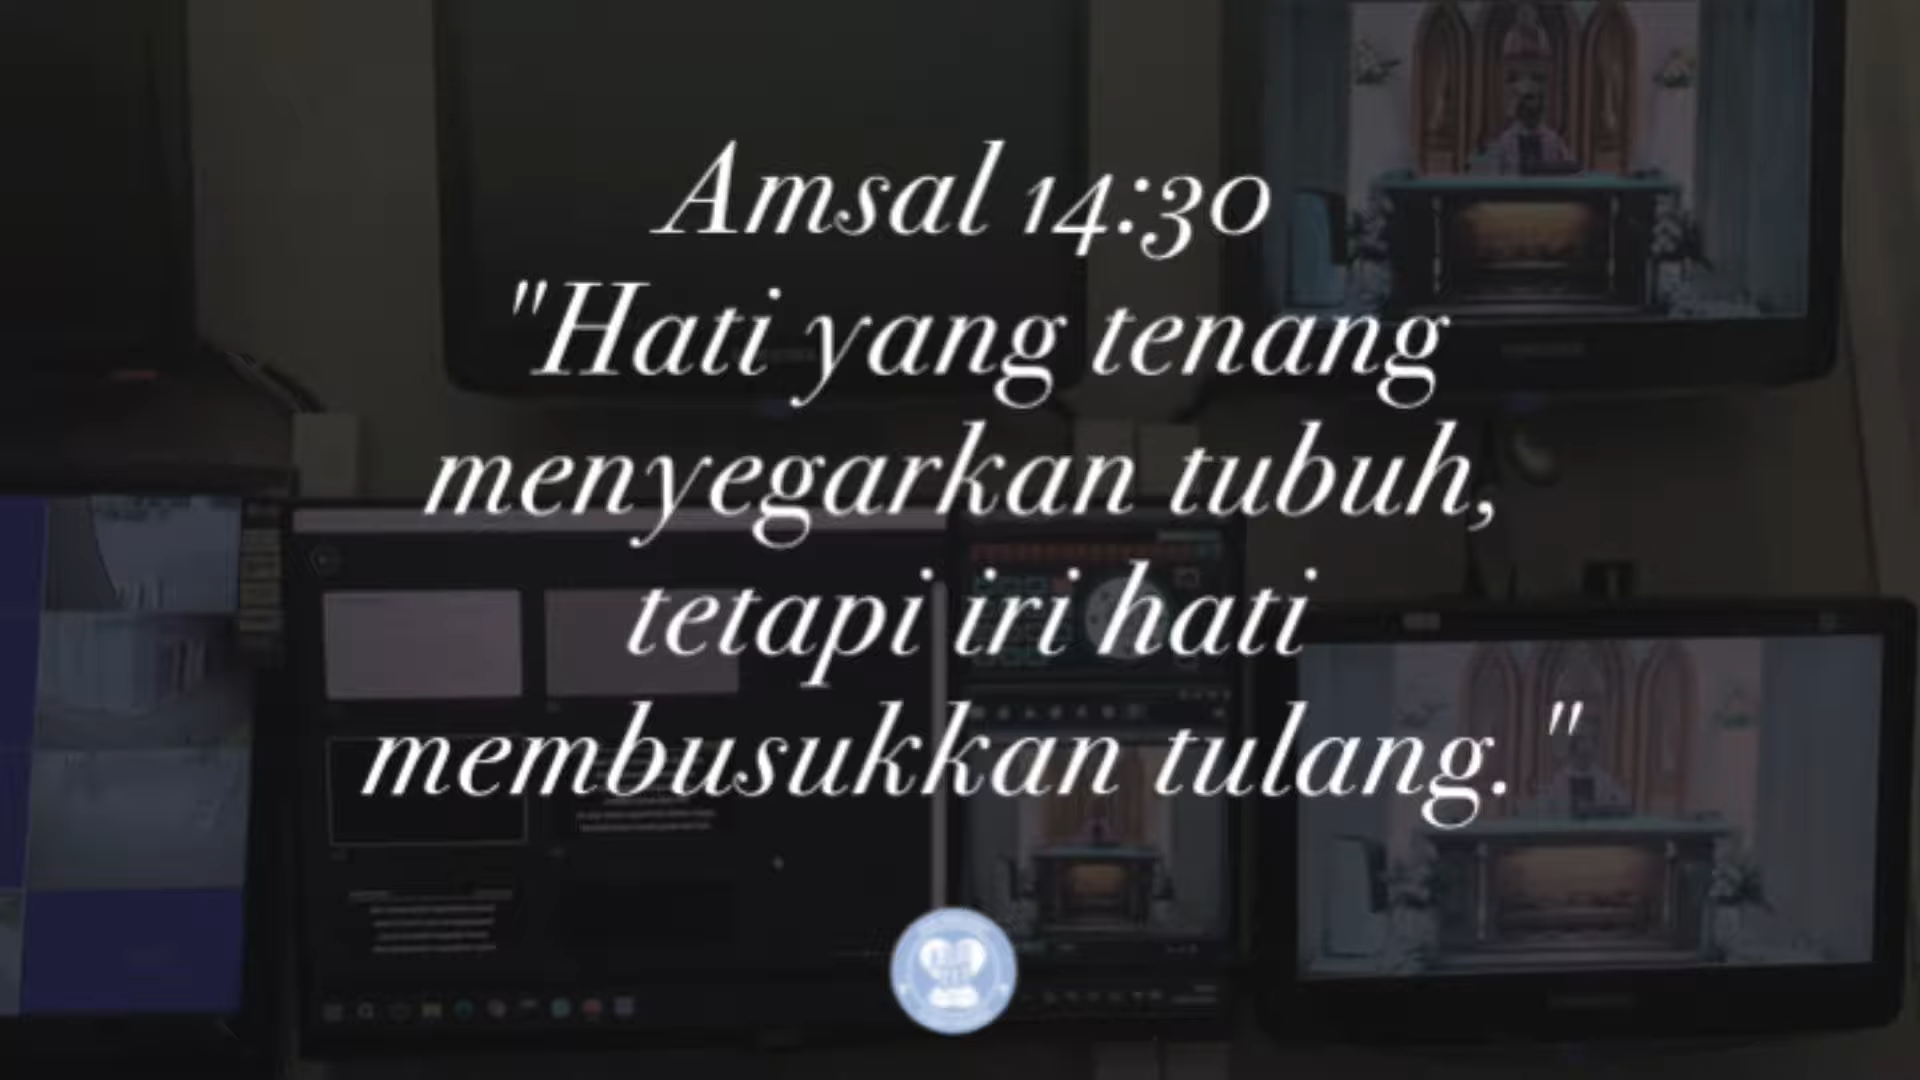 Amsal 14:30
"Hati yang tenang
menyegarkan tubuh,
tetapi iri hati
membusukkan tulang. "